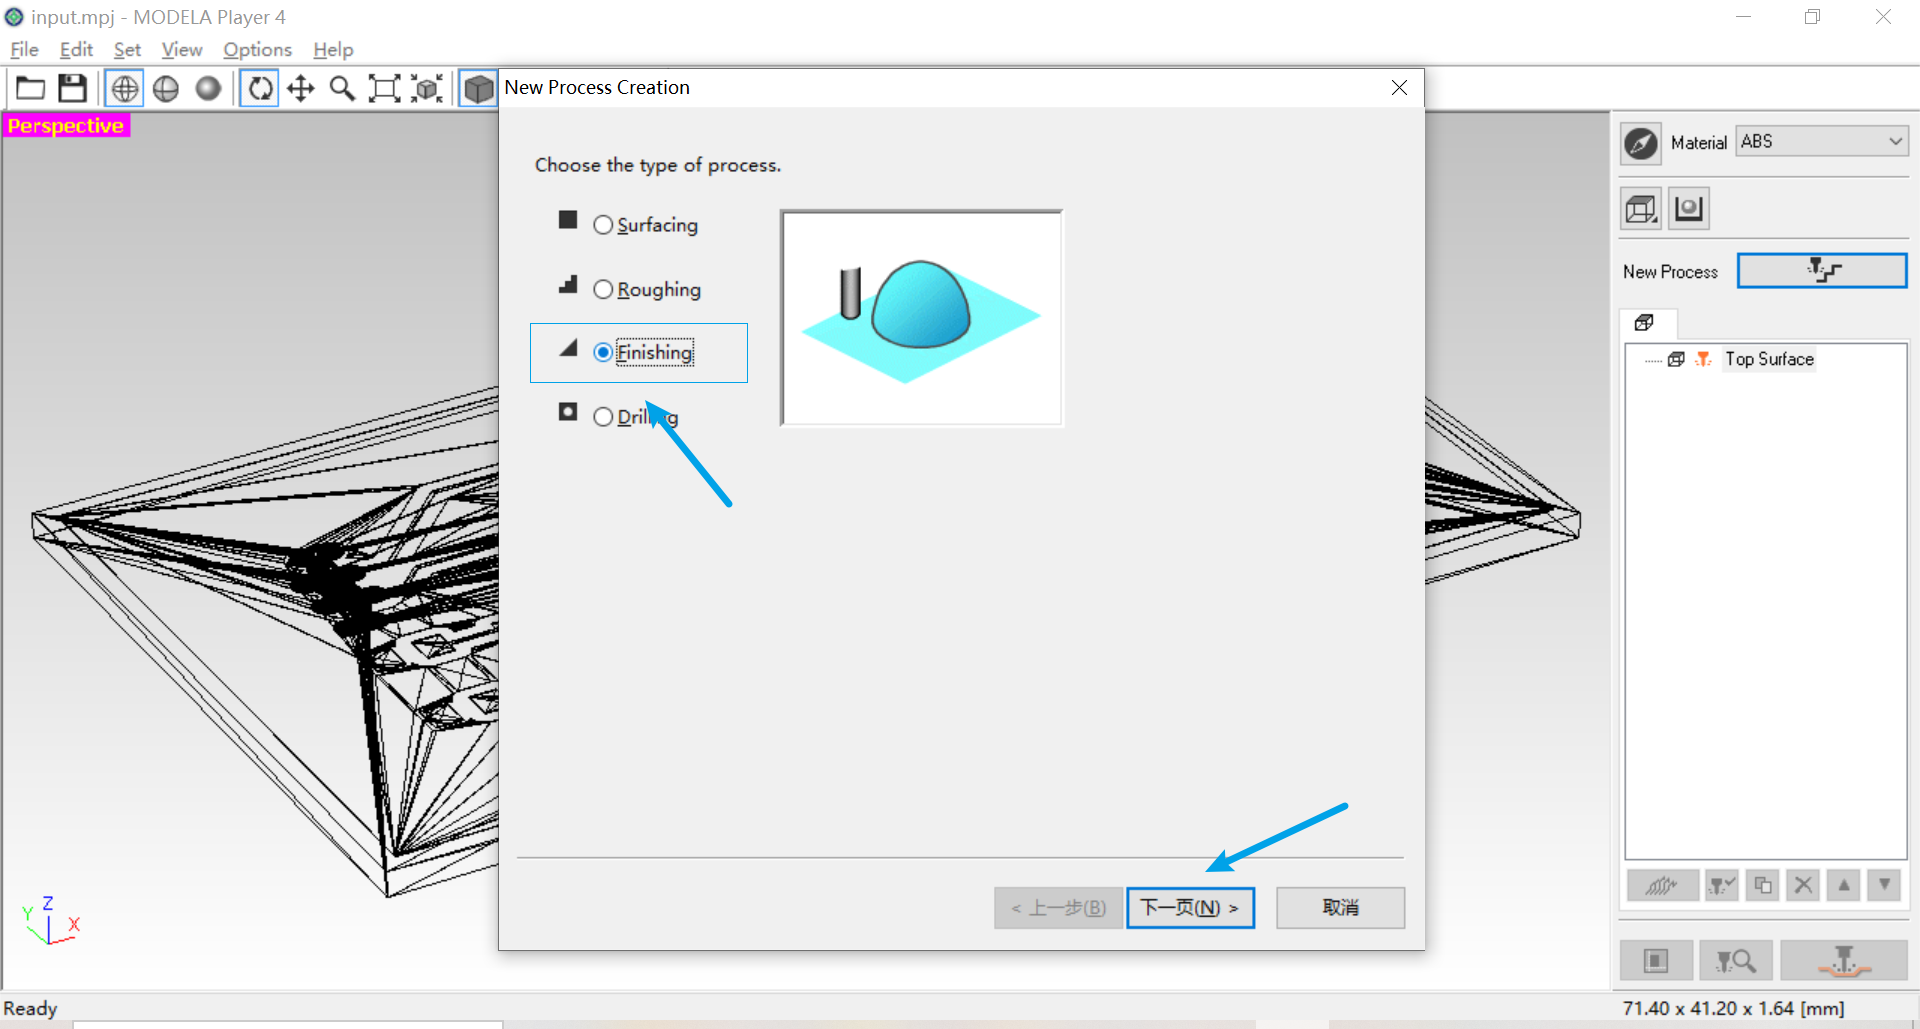 input.mpj - MODELA Player 4
File Edit Set View Options Help
New Process Creation
Perspective
Choose the type of process.
Surfacing
Roughing
Finishing
Z
Y
X
< 上一步(B)
下一页(N) >
取消
Material ABS
New Process
Top Surface
Ready
71.40 x 41.20 x 1.64 [mm]